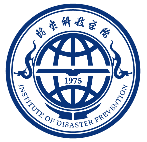 防灾科技学院
1975
INSTITUTE OF DISASTER PREVENTION